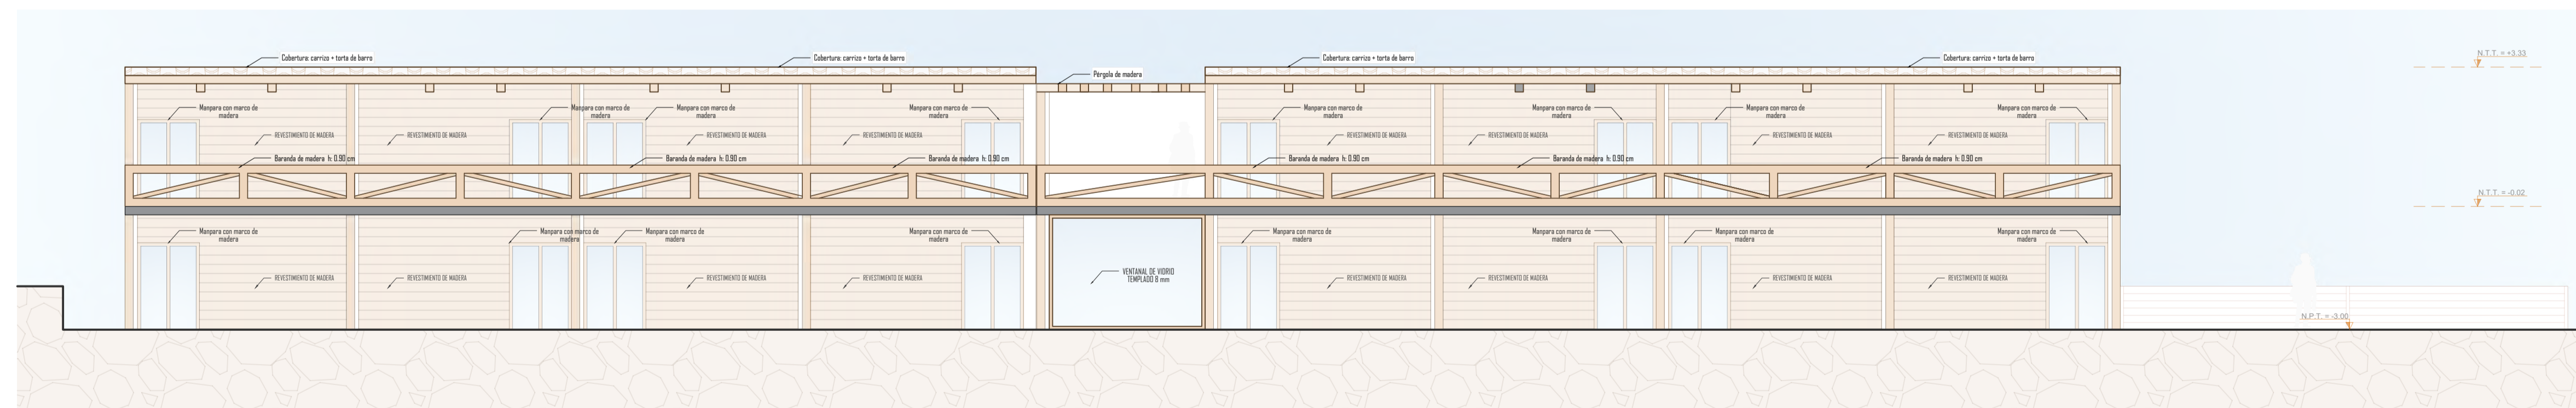 N.T.T. = +3.33
Cobertura: carrizo + torta de barro
Cobertura: carrizo + torta de barro
Cobertura: carrizo + torta de barro
Cobertura: carrizo + torta de barro
Pérgola de madera
Manpara con marco de
madera
Manpara con marco de
madera
Manpara con marco de
madera
Manpara con marco de
madera
Manpara con marco de
madera
Manpara con marco de
madera
Manpara con marco de
madera
Manpara con marco de
madera
REVESTIMIENTO DE MADERA
REVESTIMIENTO DE MADERA
REVESTIMIENTO DE MADERA
REVESTIMIENTO DE MADERA
REVESTIMIENTO DE MADERA
REVESTIMIENTO DE MADERA
REVESTIMIENTO DE MADERA
REVESTIMIENTO DE MADERA
Baranda de madera h: 0.90 cm
Baranda de madera h: 0.90 cm
Baranda de madera h: 0.90 cm
Baranda de madera h: 0.90 cm
Baranda de madera h: 0.90 cm
Baranda de madera h: 0.90 cm
N.T.T. = -0.02
Manpara con marco de
madera
Manpara con marco de
madera
Manpara con marco de
madera
Manpara con marco de
madera
Manpara con marco de
madera
Manpara con marco de
madera
Manpara con marco de
madera
Manpara con marco de
madera
REVESTIMIENTO DE MADERA
REVESTIMIENTO DE MADERA
REVESTIMIENTO DE MADERA
REVESTIMIENTO DE MADERA
VENTANAL DE VIDRIO
TEMPLADO 8 mm
REVESTIMIENTO DE MADERA
REVESTIMIENTO DE MADERA
REVESTIMIENTO DE MADERA
REVESTIMIENTO DE MADERA
N.P.T. = -3.00